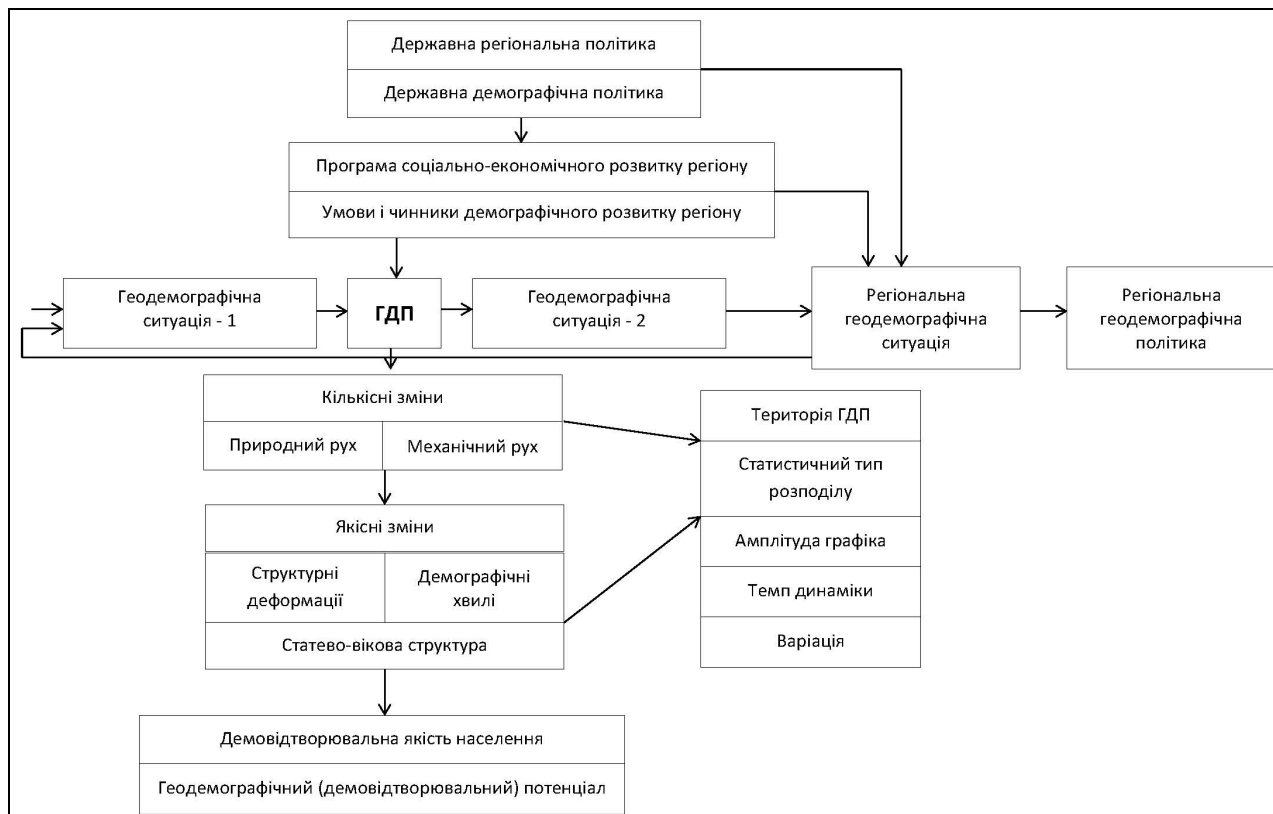 Державна регіональна політика
Державна демографічна політика
Програма соціально-економічного розвитку регіону
Умови і чинники демографічного розвитку регіону
Геодемографічна
ситуація - 1
ГДП
Геодемографічна
ситуація - 2
Регіональна
геодемографічна
ситуація
Регіональна
геодемографічна
політика
Кількісні зміни
Природний рух
Механічний рух
Якісні зміни
Структурні
деформації
Демографічні
хвилі
Статево-вікова структура
Територія ГДП
Статистичний тип
розподілу
Амплітуда графіка
Темп динаміки
Варіація
Демовідтворювальна якість населення
Геодемографічний (демовідтворювальний) потенціал